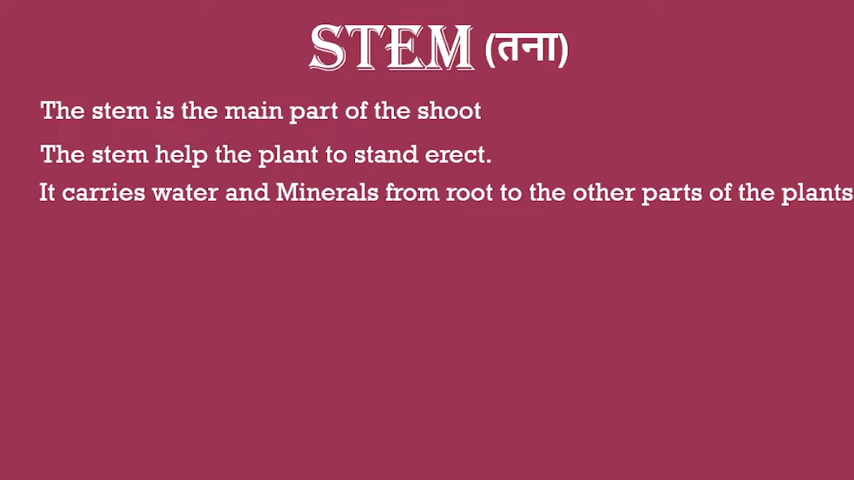 STEM (तना)
The stem is the main part of the shoot
The stem help the plant to stand erect.
It carries water and Minerals from root to the other parts of the plants